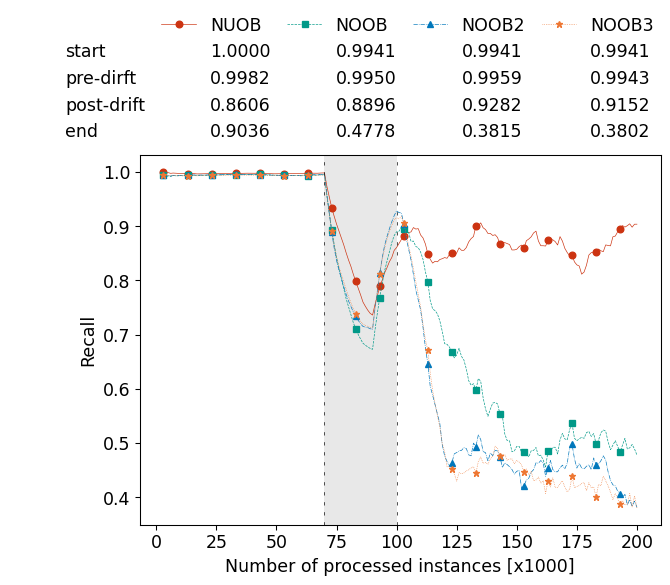 NUOB NOOB NOOB2 NOOB3
start 1.0000 0.9941 0.9941 0.9941
pre-dirft 0.9982 0.9950 0.9959 0.9943
post-drift 0.8606 0.8896 0.9282 0.9152
end 0.9036 0.4778 0.3815 0.3802
1.0
0.9
0.8
0.7
0.6
0.5
0.4
Recall
0 25 50 75 100 125 150 175 200
Number of processed instances [x1000]